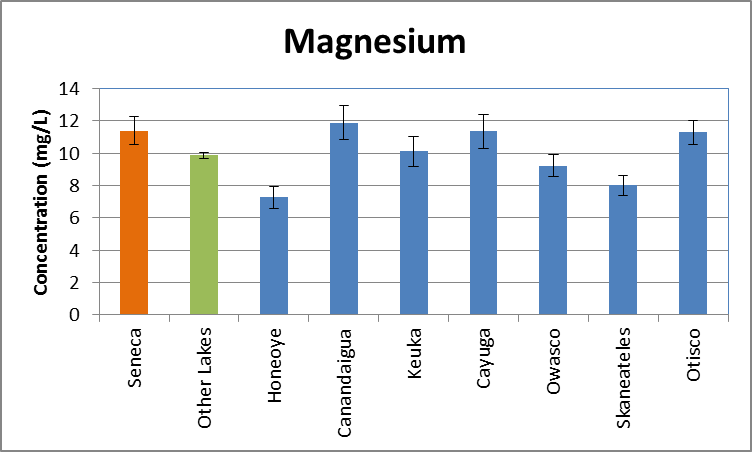 Magnesium
Concentration (mg/L)
14
12
10
8
6
4
2
0
Seneca
Other Lakes
Honeoye
Canandaigua
Keuka
Cayuga
Owasco
Skaneateles
Otisco